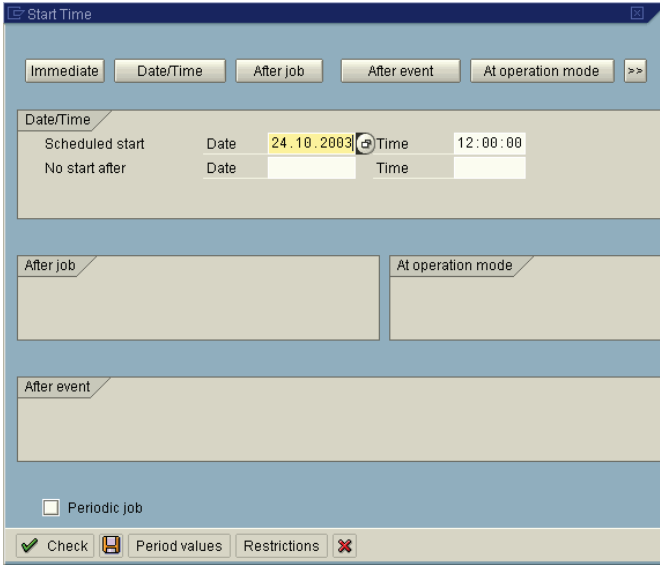 Start Time
Immediate Date/Time After job After event At operation mode >>
Date/Time
Scheduled start Date 24.10.2003 Time 12:00:00
No start after Date Time
After job At operation mode
After event
Periodic job
Check Period values Restrictions